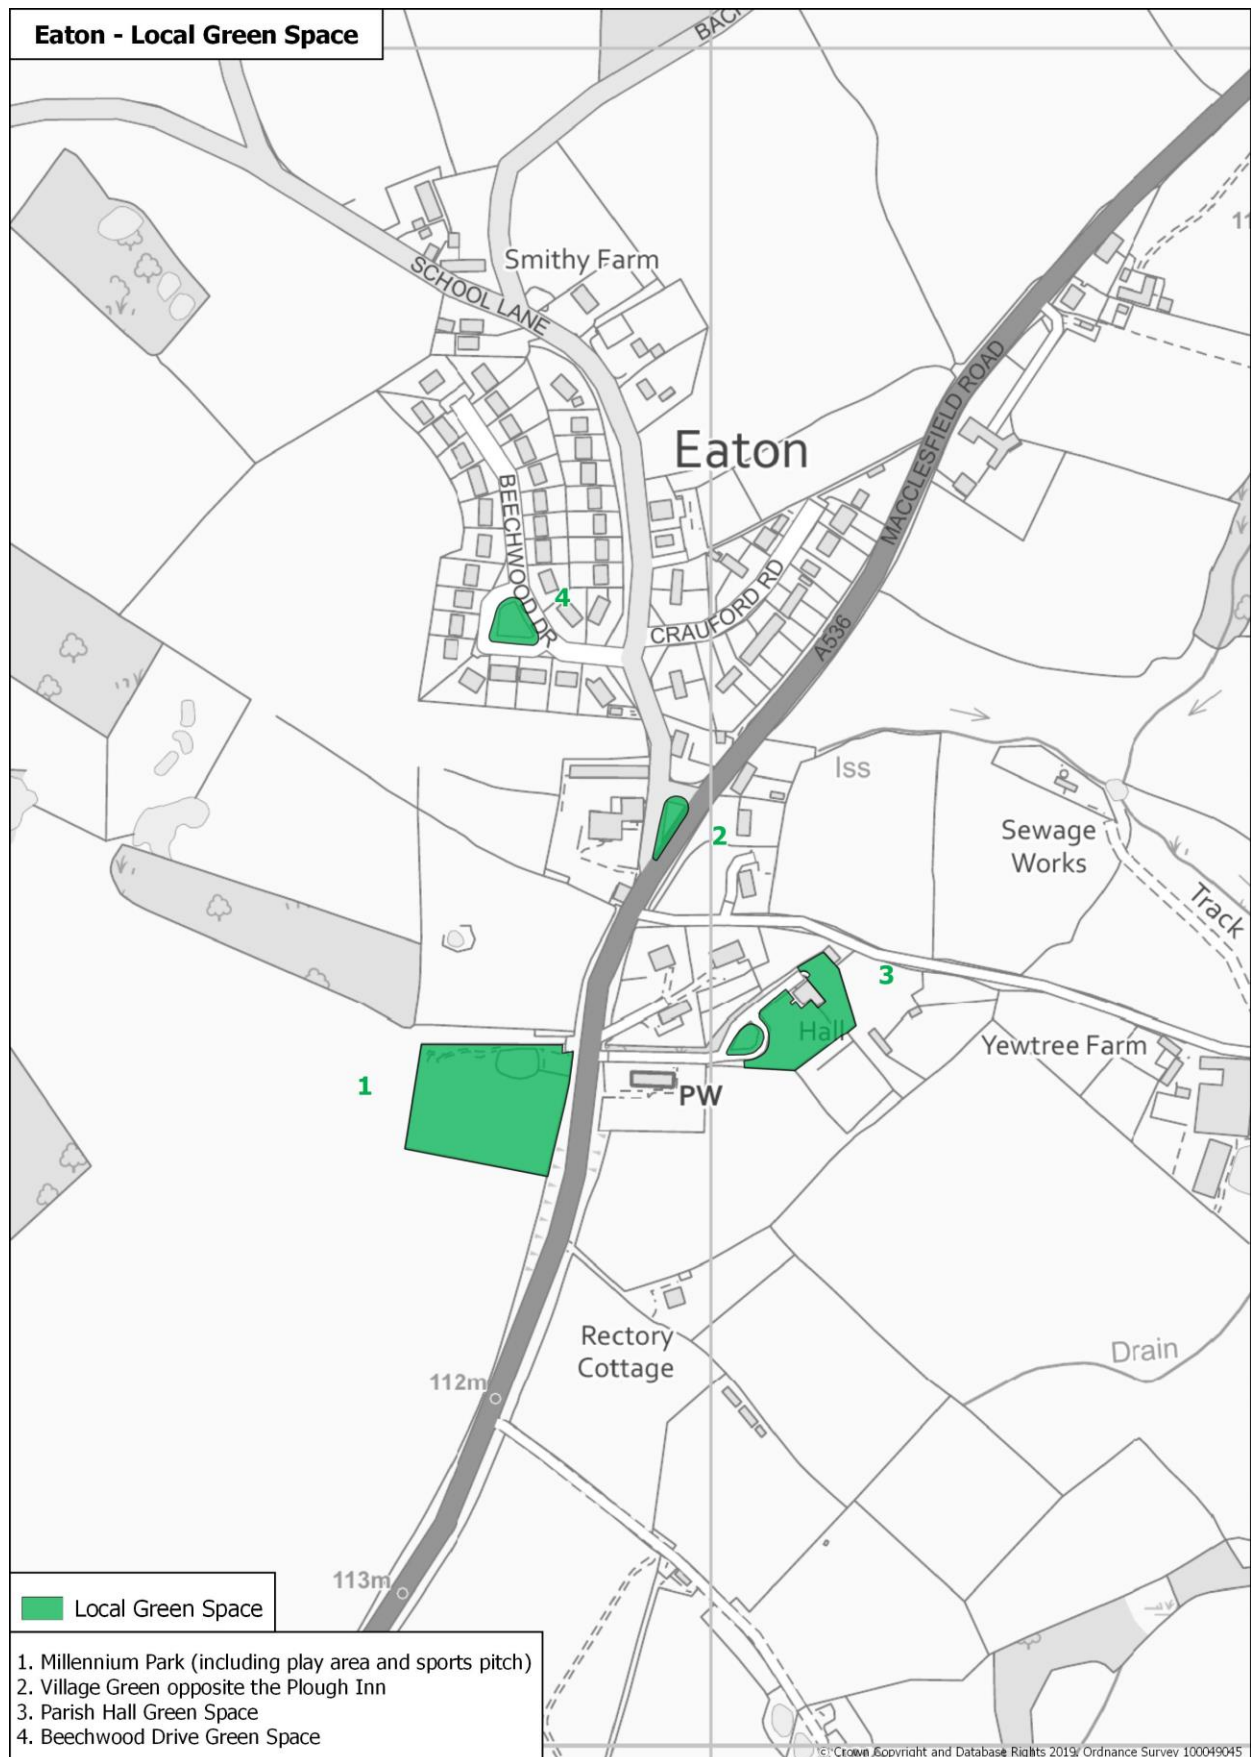 Eaton - Local Green Space
BACK
11
Smithy Farm
SCHOOL LANE
MACCLESFIELD ROAD
Eaton
BEECHWOOD DR
4
CRAUFORD RD
A536
Iss
2
Sewage
Works
Track
3
Hall
Yewtree Farm
1
PW
Rectory
Cottage
Drain
112m
113m
Local Green Space
1. Millennium Park (including play area and sports pitch)
2. Village Green opposite the Plough Inn
3. Parish Hall Green Space
4. Beechwood Drive Green Space
© Crown Copyright and Database Rights 2019. Ordnance Survey 100049045